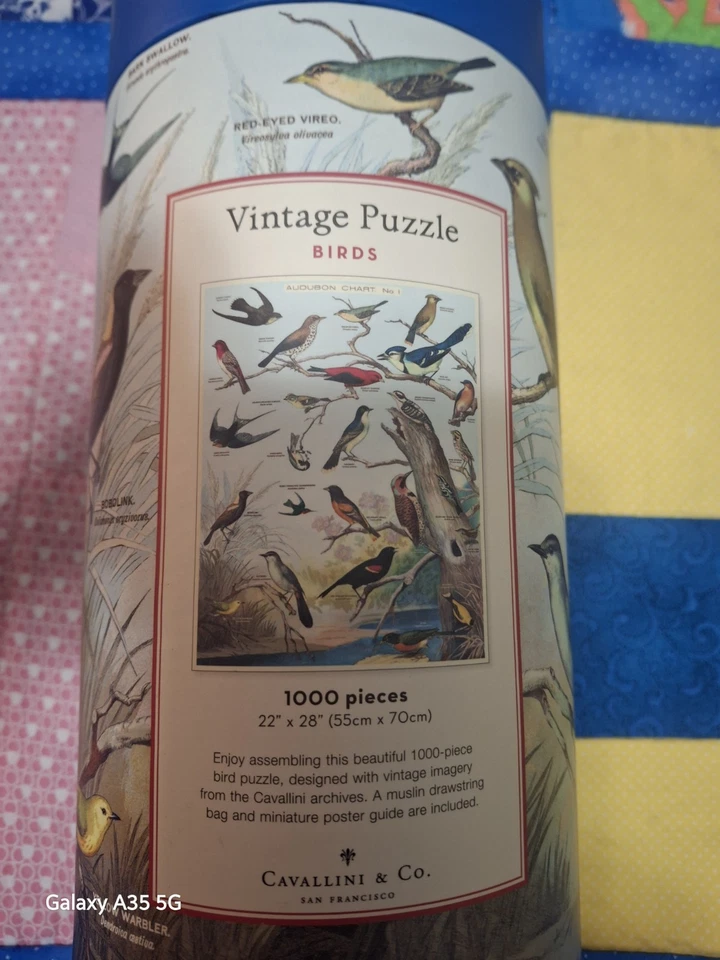 BANK SWALLOW.
RED-EYED VIREO,
Vireosylva olivacea
Vintage Puzzle
BIRDS
AUDUBON CHART. No 1
BOBOLINK.
1000 pieces
22" x 28" (55cm x 70cm)
Enjoy assembling this beautiful 1000-piece
bird puzzle, designed with vintage imagery
from the Cavallini archives. A muslin drawstring
bag and miniature poster guide are included.
CAVALLINI & Co.
SAN FRANCISCO
Galaxy A35 5G
WARBLER.